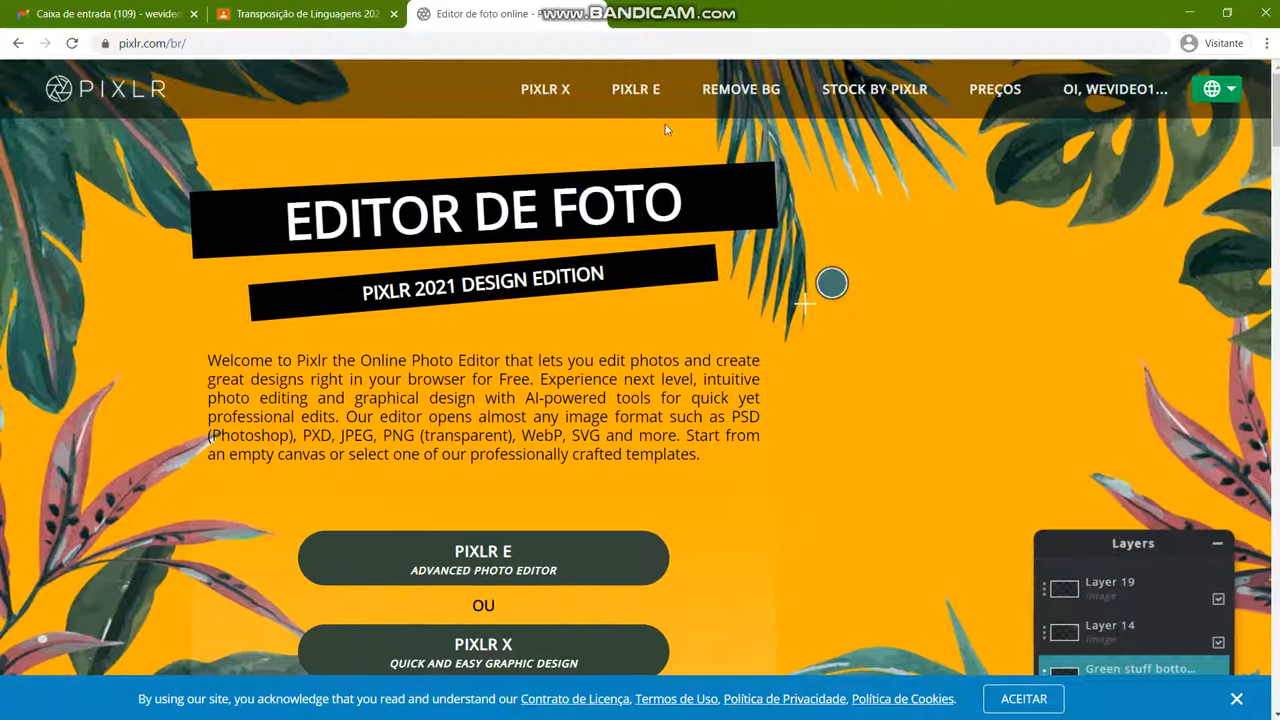 Caixa de entrada (109) - wevideo
Transposição de Linguagens 202
Editor de foto online - P
www.BANDICAM.com
pixlr.com/br/
Visitante
PIXLR
PIXLR X
PIXLR E
REMOVE BG
STOCK BY PIXLR
PREÇOS
OI, WEVIDEO1...
EDITOR DE FOTO
PIXLR 2021 DESIGN EDITION
Welcome to Pixlr the Online Photo Editor that lets you edit photos and create
great designs right in your browser for Free. Experience next level, intuitive
photo editing and graphical design with AI-powered tools for quick yet
professional edits. Our editor opens almost any image format such as PSD
(Photoshop), PXD, JPEG, PNG (transparent), WebP, SVG and more. Start from
an empty canvas or select one of our professionally crafted templates.
PIXLR E
ADVANCED PHOTO EDITOR
OU
PIXLR X
QUICK AND EASY GRAPHIC DESIGN
Layers
Layer 19
Image
Layer 14
Image
Green stuff botto...
By using our site, you acknowledge that you read and understand our Contrato de Licença, Termos de Uso, Política de Privacidade, Política de Cookies.
ACEITAR